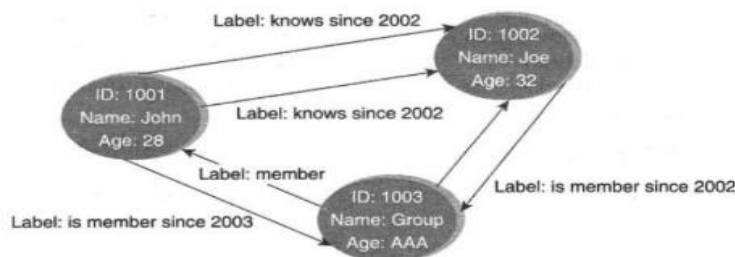 Label: knows since 2002
ID: 1002
Name: Joe
Age: 32
ID: 1001
Name: John
Age: 28
Label: knows since 2002
Label: member
Label: is member since 2002
ID: 1003
Name: Group
Age: AAA
Label: is member since 2003